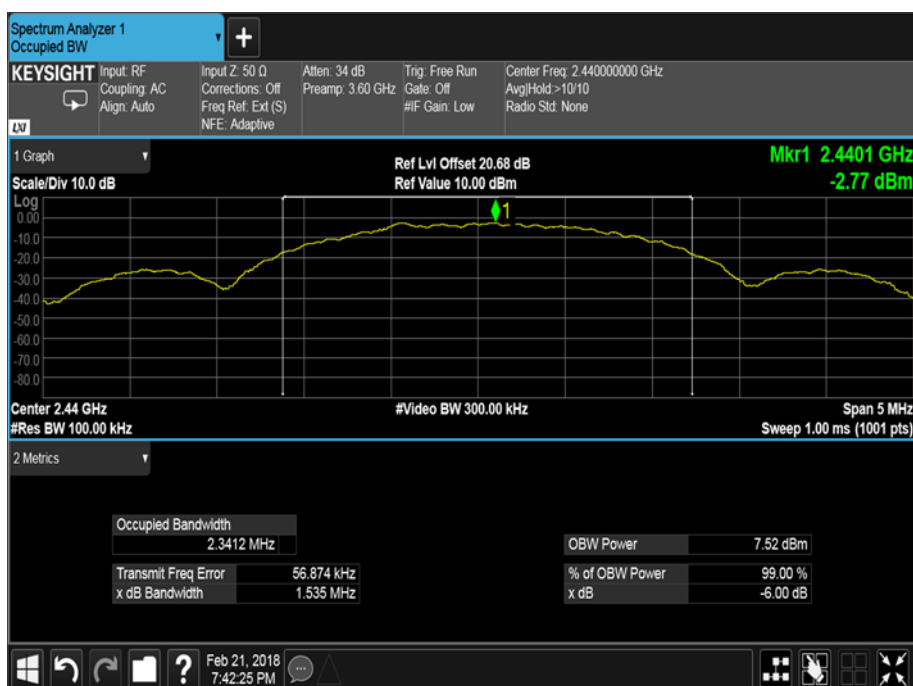 Spectrum Analyzer 1
Occupied BW
+
KEYSIGHT
LXI
Input: RF
Coupling: AC
Align: Auto
Input Z: 50 Ω
Corrections: Off
Freq Ref: Ext (S)
NFE: Adaptive
Atten: 34 dB
Preamp: 3.60 GHz
Trig: Free Run
Gate: Off
#IF Gain: Low
Center Freq: 2.440000000 GHz
Avg|Hold:>10/10
Radio Std: None
1 Graph
Scale/Div 10.0 dB
Ref Lvl Offset 20.68 dB
Ref Value 10.00 dBm
Mkr1 2.4401 GHz
-2.77 dBm
Log
0.00
-10.0
-20.0
-30.0
-40.0
-50.0
-60.0
-70.0
-80.0
1
Center 2.44 GHz
#Res BW 100.00 kHz
#Video BW 300.00 kHz
Span 5 MHz
Sweep 1.00 ms (1001 pts)
2 Metrics
Occupied Bandwidth
2.3412 MHz
Transmit Freq Error 56.874 kHz
x dB Bandwidth 1.535 MHz
OBW Power 7.52 dBm
% of OBW Power 99.00 %
x dB -6.00 dB
?
Feb 21, 2018
7:42:25 PM